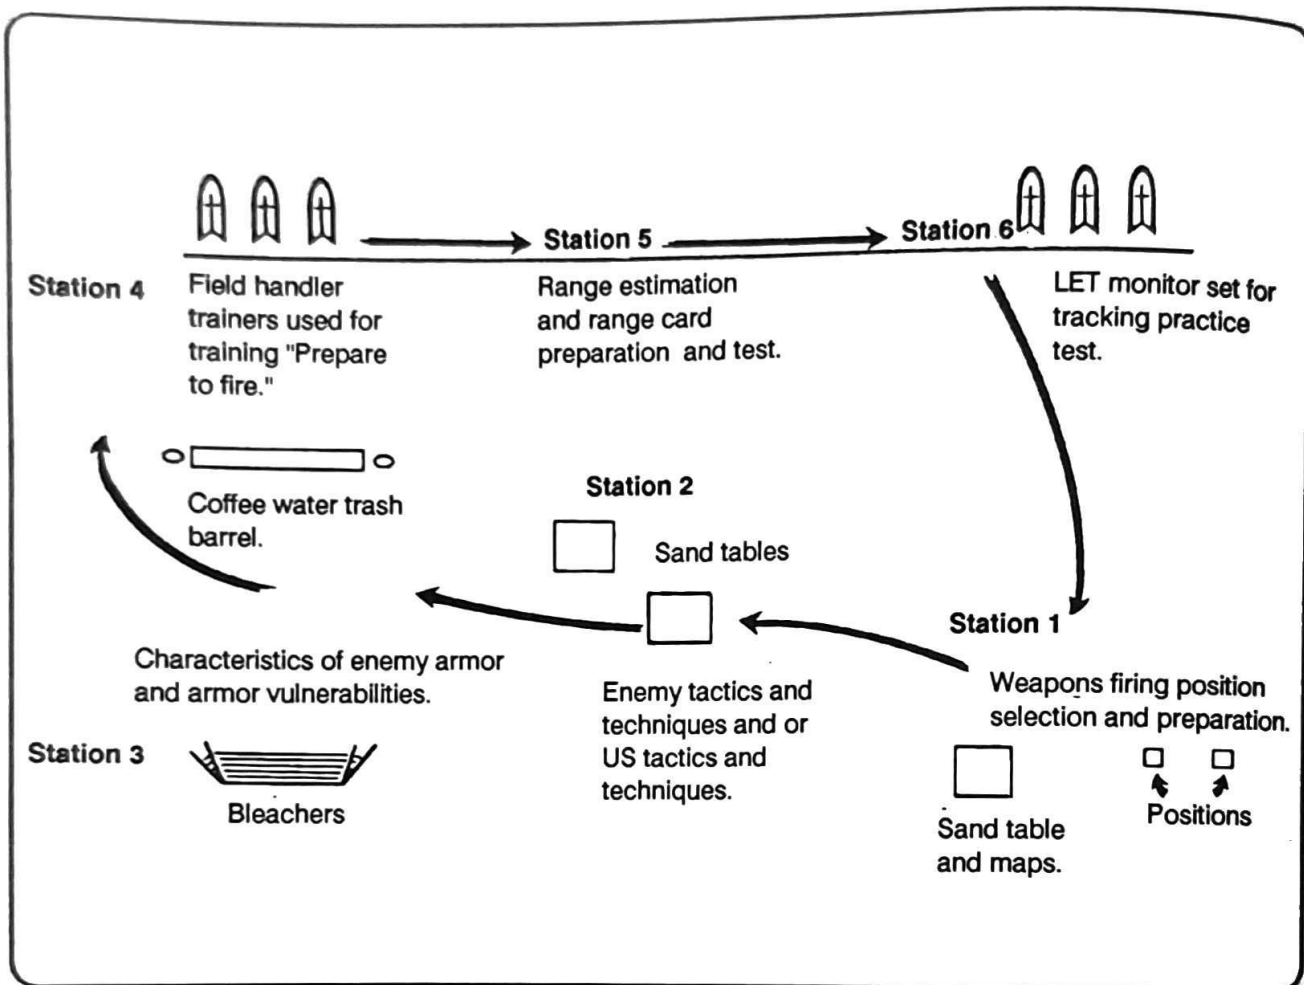 Station 5
Station 6
Station 4
Field handler
trainers used for
training "Prepare
to fire."
Range estimation
and range card
preparation and test.
LET monitor set for
tracking practice
test.
Coffee water trash
barrel.
Station 2
Sand tables
Station 1
Characteristics of enemy armor
and armor vulnerabilities.
Enemy tactics and
techniques and or
US tactics and
techniques.
Weapons firing position
selection and preparation.
Station 3
Bleachers
Sand table
and maps.
Positions